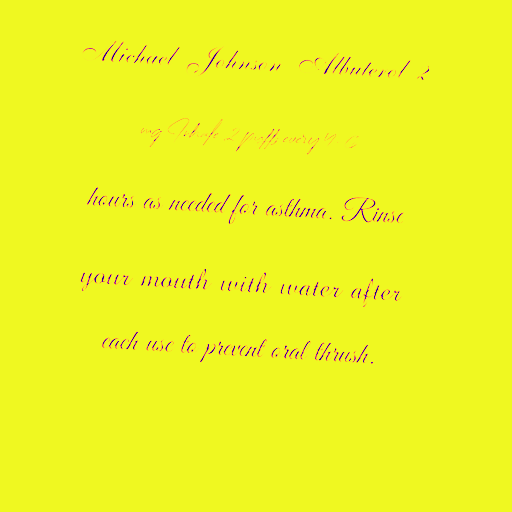 Michael Johnson Albuterol 2
mg Inhale 2 puffs every 4-6
hours as needed for asthma. Rinse
your mouth with water after
each use to prevent oral thrush.